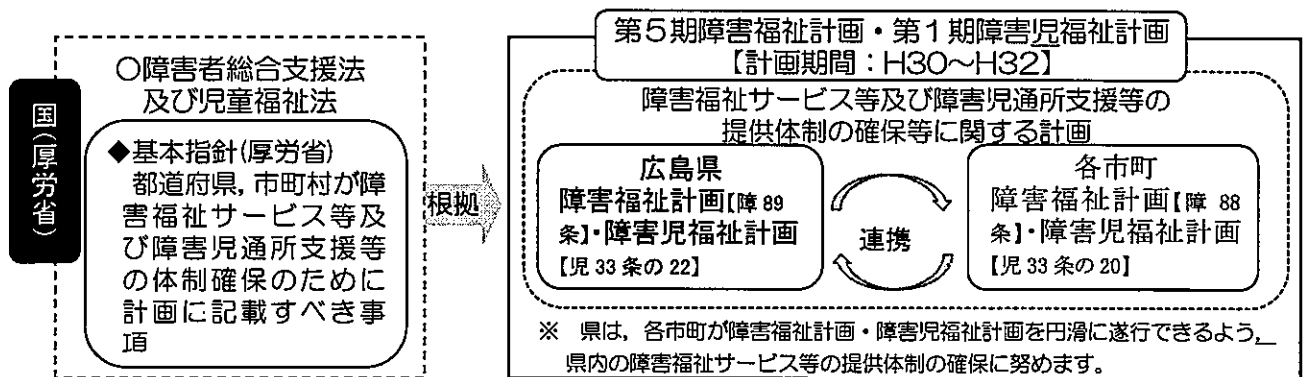 国(厚労省)
〇障害者総合支援法
及び児童福祉法
◆基本指針(厚労省)
都道府県，市町村が障
害福祉サービス等及
び障害児通所支援等
の体制確保のために
計画に記載すべき事
項
根拠
第5期障害福祉計画・第1期障害児福祉計画
【計画期間：H30～H32】
障害福祉サービス等及び障害児通所支援等の
提供体制の確保等に関する計画
広島県
障害福祉計画【障 89
条】・障害児福祉計画
【児 33 条の 22】
連携
各市町
障害福祉計画【障 88
条】・障害児福祉計画
【児 33 条の 20】
※ 県は，各市町が障害福祉計画・障害児福祉計画を円滑に遂行できるよう，
県内の障害福祉サービス等の提供体制の確保に努めます。